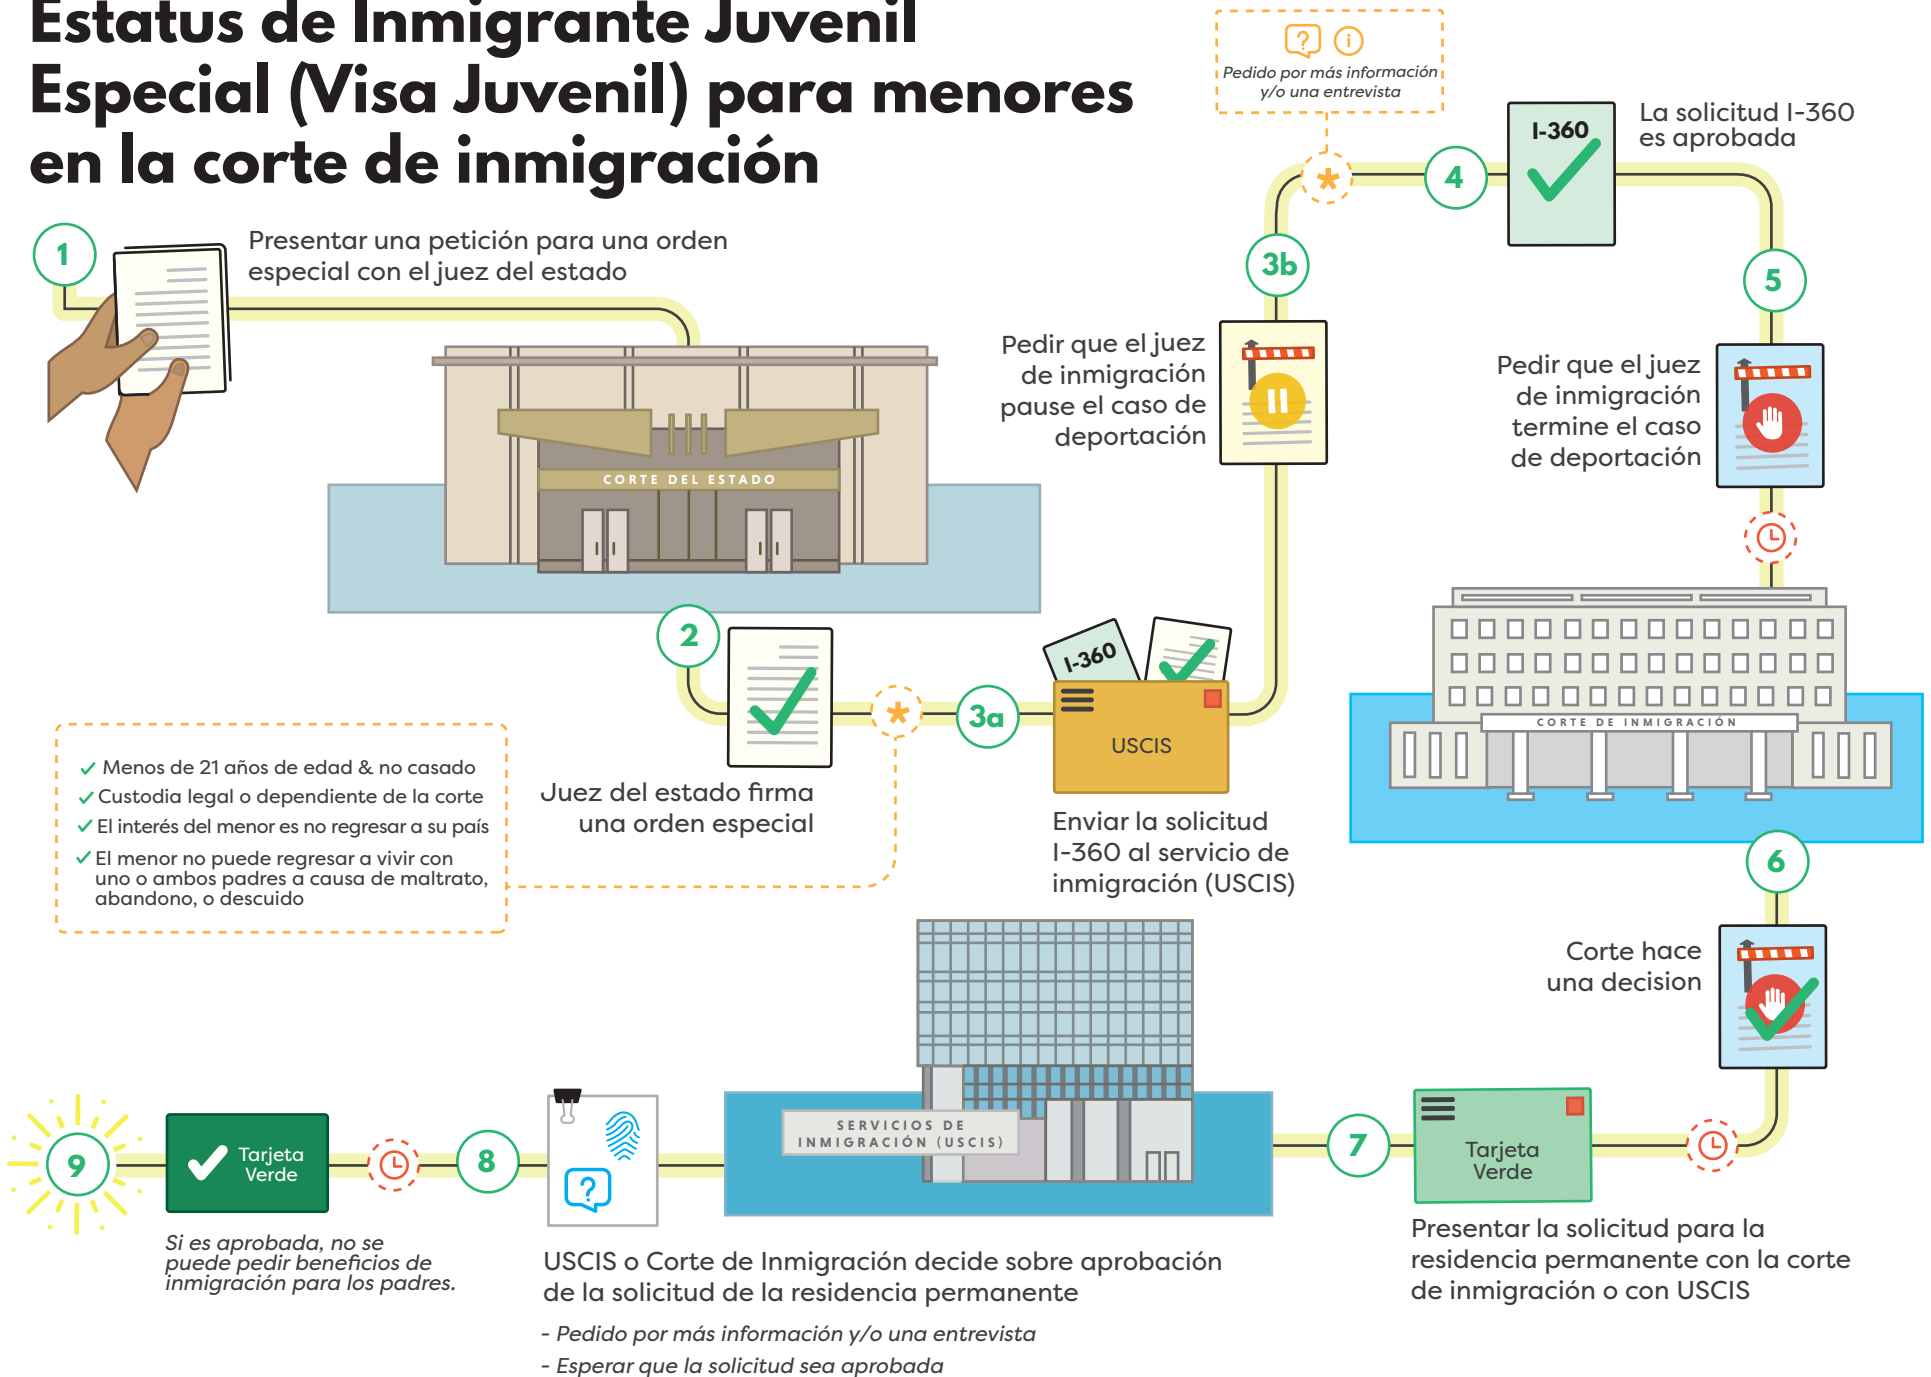 Estatus de Inmigrante Juvenil
Especial (Visa Juvenil) para menores
en la corte de inmigración
1
Presentar una petición para una orden
especial con el juez del estado
CORTE DEL ESTADO
2
Juez del estado firma
una orden especial
*
Menos de 21 años de edad & no casado
Custodia legal o dependiente de la corte
El interés del menor es no regresar a su país
El menor no puede regresar a vivir con
uno o ambos padres a causa de maltrato,
abandono, o descuido
3a
I-360
USCIS
Enviar la solicitud
I-360 al servicio de
inmigración (USCIS)
3b
Pedir que el juez
de inmigración
pause el caso de
deportación
*
?
i
Pedido por más información
y/o una entrevista
4
I-360
La solicitud I-360
es aprobada
5
Pedir que el juez
de inmigración
termine el caso
de deportación
CORTE DE INMIGRACIÓN
6
Corte hace
una decision
7
Tarjeta
Verde
Presentar la solicitud para la
residencia permanente con la corte
de inmigración o con USCIS
SERVICIOS DE
INMIGRACIÓN (USCIS)
8
?
USCIS o Corte de Inmigración decide sobre aprobación
de la solicitud de la residencia permanente
- Pedido por más información y/o una entrevista
- Esperar que la solicitud sea aprobada
9
Tarjeta
Verde
Si es aprobada, no se
puede pedir beneficios de
inmigración para los padres.